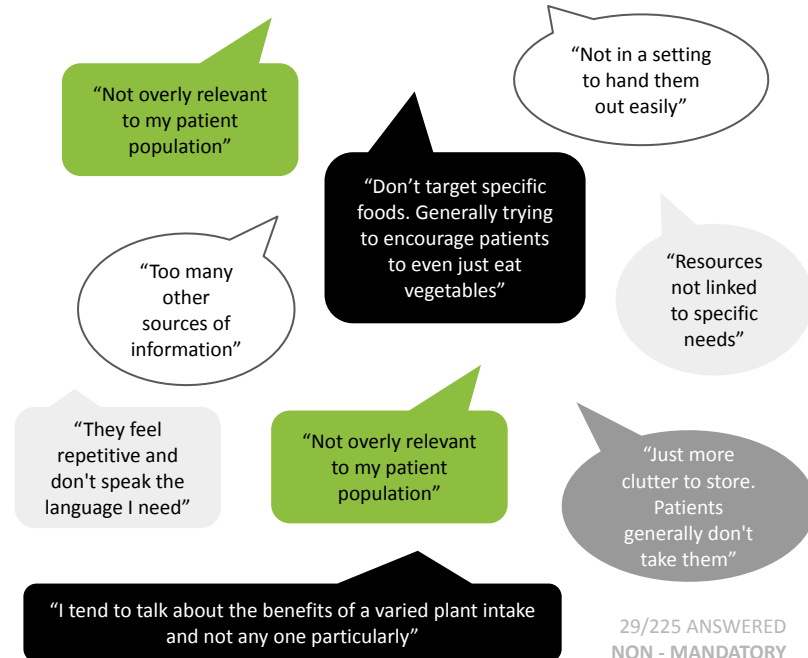 “Not overly relevant
to my patient
population”
“Not in a setting
to hand them
out easily”
“Don’t target specific
foods. Generally trying
to encourage patients
to even just eat
vegetables”
“Too many
other
sources of
information”
“Resources
not linked
to specific
needs”
“They feel
repetitive and
don't speak the
language I need”
“Not overly relevant
to my patient
population”
“Just more
clutter to store.
Patients
generally don't
take them”
“I tend to talk about the benefits of a varied plant intake
and not any one particularly”
29/225 ANSWERED
NON - MANDATORY